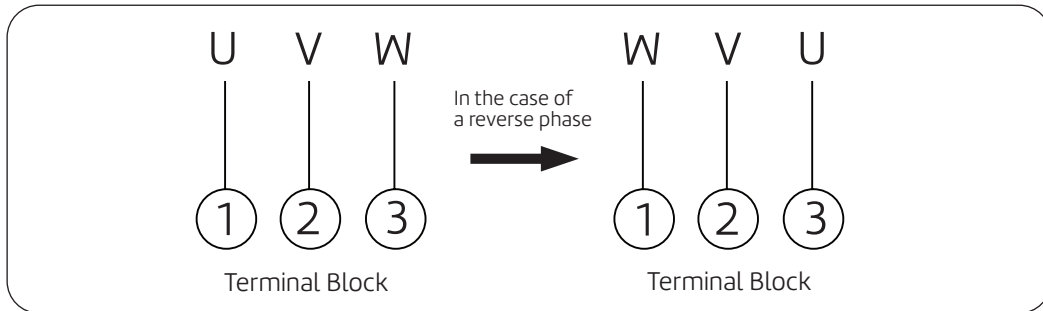 U V W
W V U
In the case of
a reverse phase
1 2 3
1 2 3
Terminal Block
Terminal Block